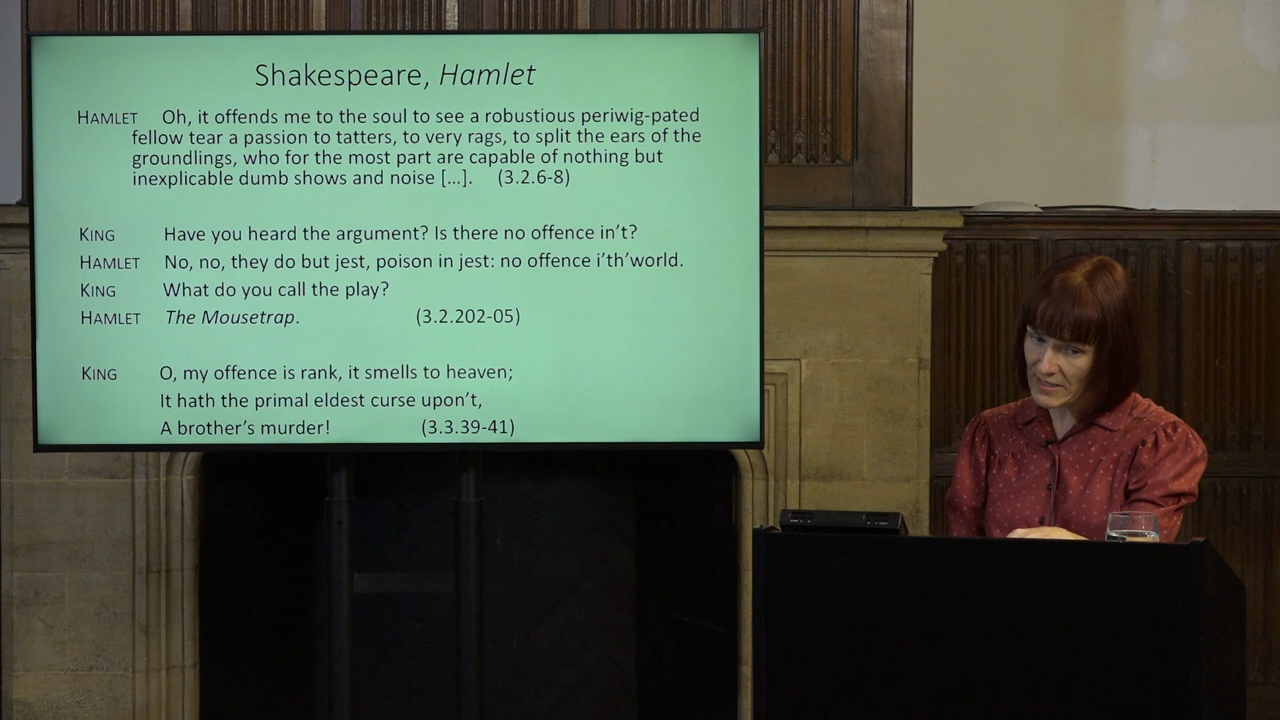 Shakespeare, Hamlet
HAMLET Oh, it offends me to the soul to see a robustious periwig-pated
fellow tear a passion to tatters, to very rags, to split the ears of the
groundlings, who for the most part are capable of nothing but
inexplicable dumb shows and noise [...]. (3.2.6-8)
KING Have you heard the argument? Is there no offence in't?
HAMLET No, no, they do but jest, poison in jest: no offence i'th'world.
KING What do you call the play?
HAMLET The Mousetrap. (3.2.202-05)
KING O, my offence is rank, it smells to heaven;
It hath the primal eldest curse upon't,
A brother's murder! (3.3.39-41)